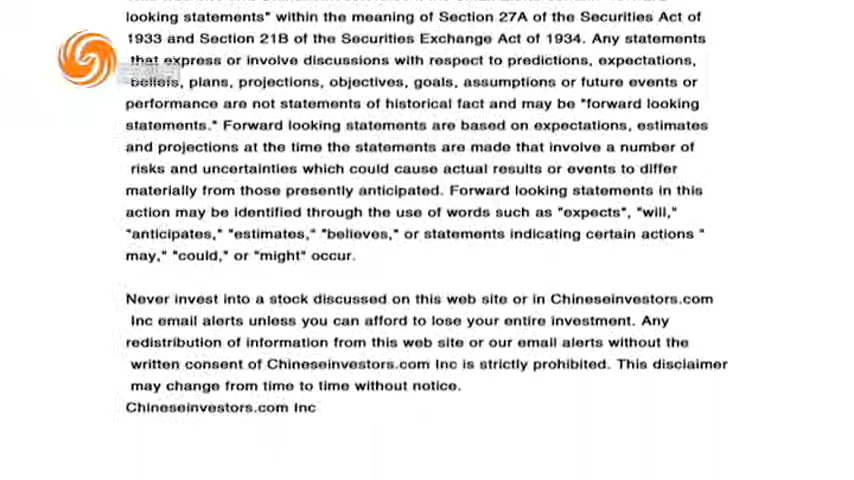 looking statements" within the meaning of Section 27A of the Securities Act of
1933 and Section 21B of the Securities Exchange Act of 1934. Any statements
that express or involve discussions with respect to predictions, expectations,
beliefs, plans, projections, objectives, goals, assumptions or future events or
performance are not statements of historical fact and may be "forward looking
statements." Forward looking statements are based on expectations, estimates
and projections at the time the statements are made that involve a number of
risks and uncertainties which could cause actual results or events to differ
materially from those presently anticipated. Forward looking statements in this
action may be identified through the use of words such as "expects", "will,"
"anticipates," "estimates," "believes," or statements indicating certain actions "
may," "could," or "might" occur.
Never invest into a stock discussed on this web site or in Chineseinvestors.com
Inc email alerts unless you can afford to lose your entire investment. Any
redistribution of information from this web site or our email alerts without the
written consent of Chineseinvestors.com Inc is strictly prohibited. This disclaimer
may change from time to time without notice.
Chineseinvestors.com Inc